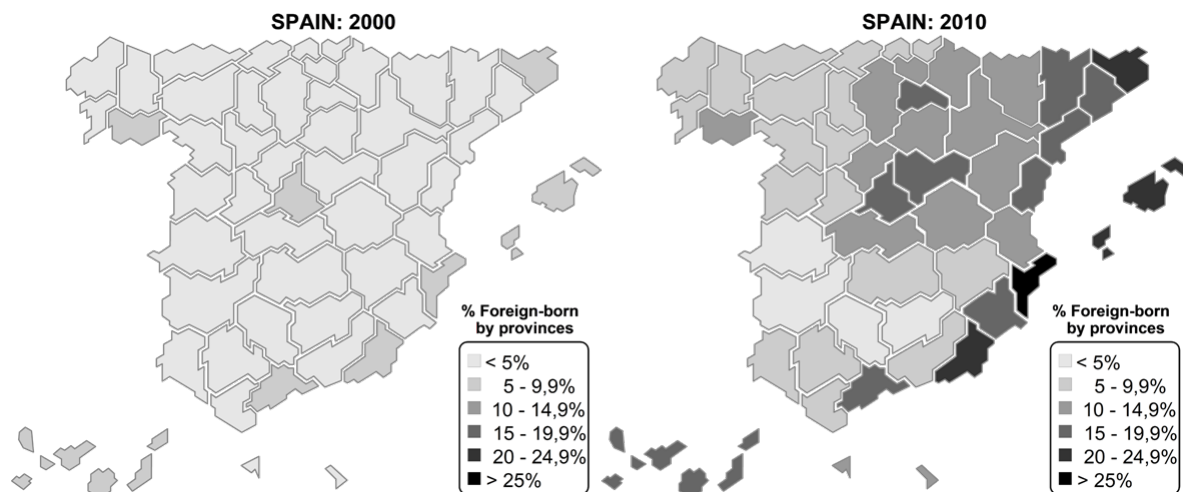 SPAIN: 2000
% Foreign-born
by provinces
< 5%
5 - 9,9%
10 - 14,9%
15 - 19,9%
20 - 24,9%
> 25%
SPAIN: 2010
% Foreign-born
by provinces
< 5%
5 - 9,9%
10 - 14,9%
15 - 19,9%
20 - 24,9%
> 25%